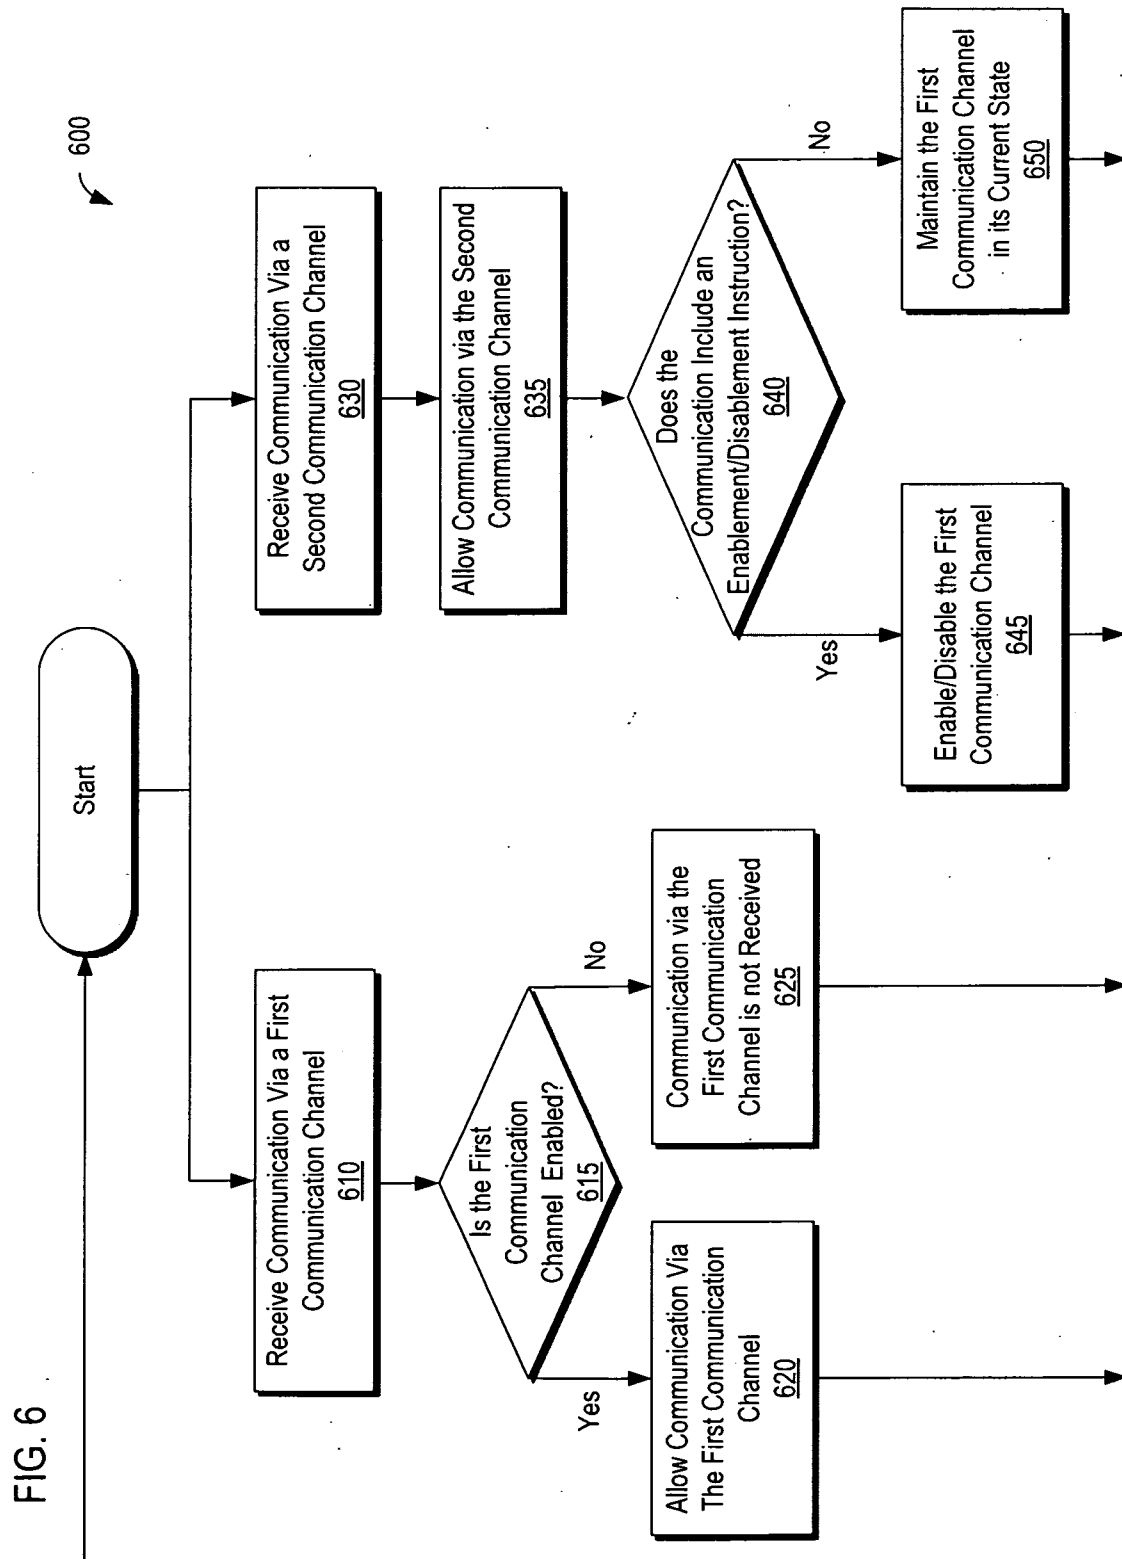 FIG. 6
600
Start
Receive Communication Via a First
Communication Channel
610
Is the First
Communication
Channel Enabled?
615
Yes
No
Allow Communication Via
The First Communication
Channel
620
Communication via the
First Communication
Channel is not Received
625
Receive Communication Via a
Second Communication Channel
630
Allow Communication via the Second
Communication Channel
635
Does the
Communication Include an
Enablement/Disablement Instruction?
640
Yes
No
Enable/Disable the First
Communication Channel
645
Maintain the First
Communication Channel
in its Current State
650